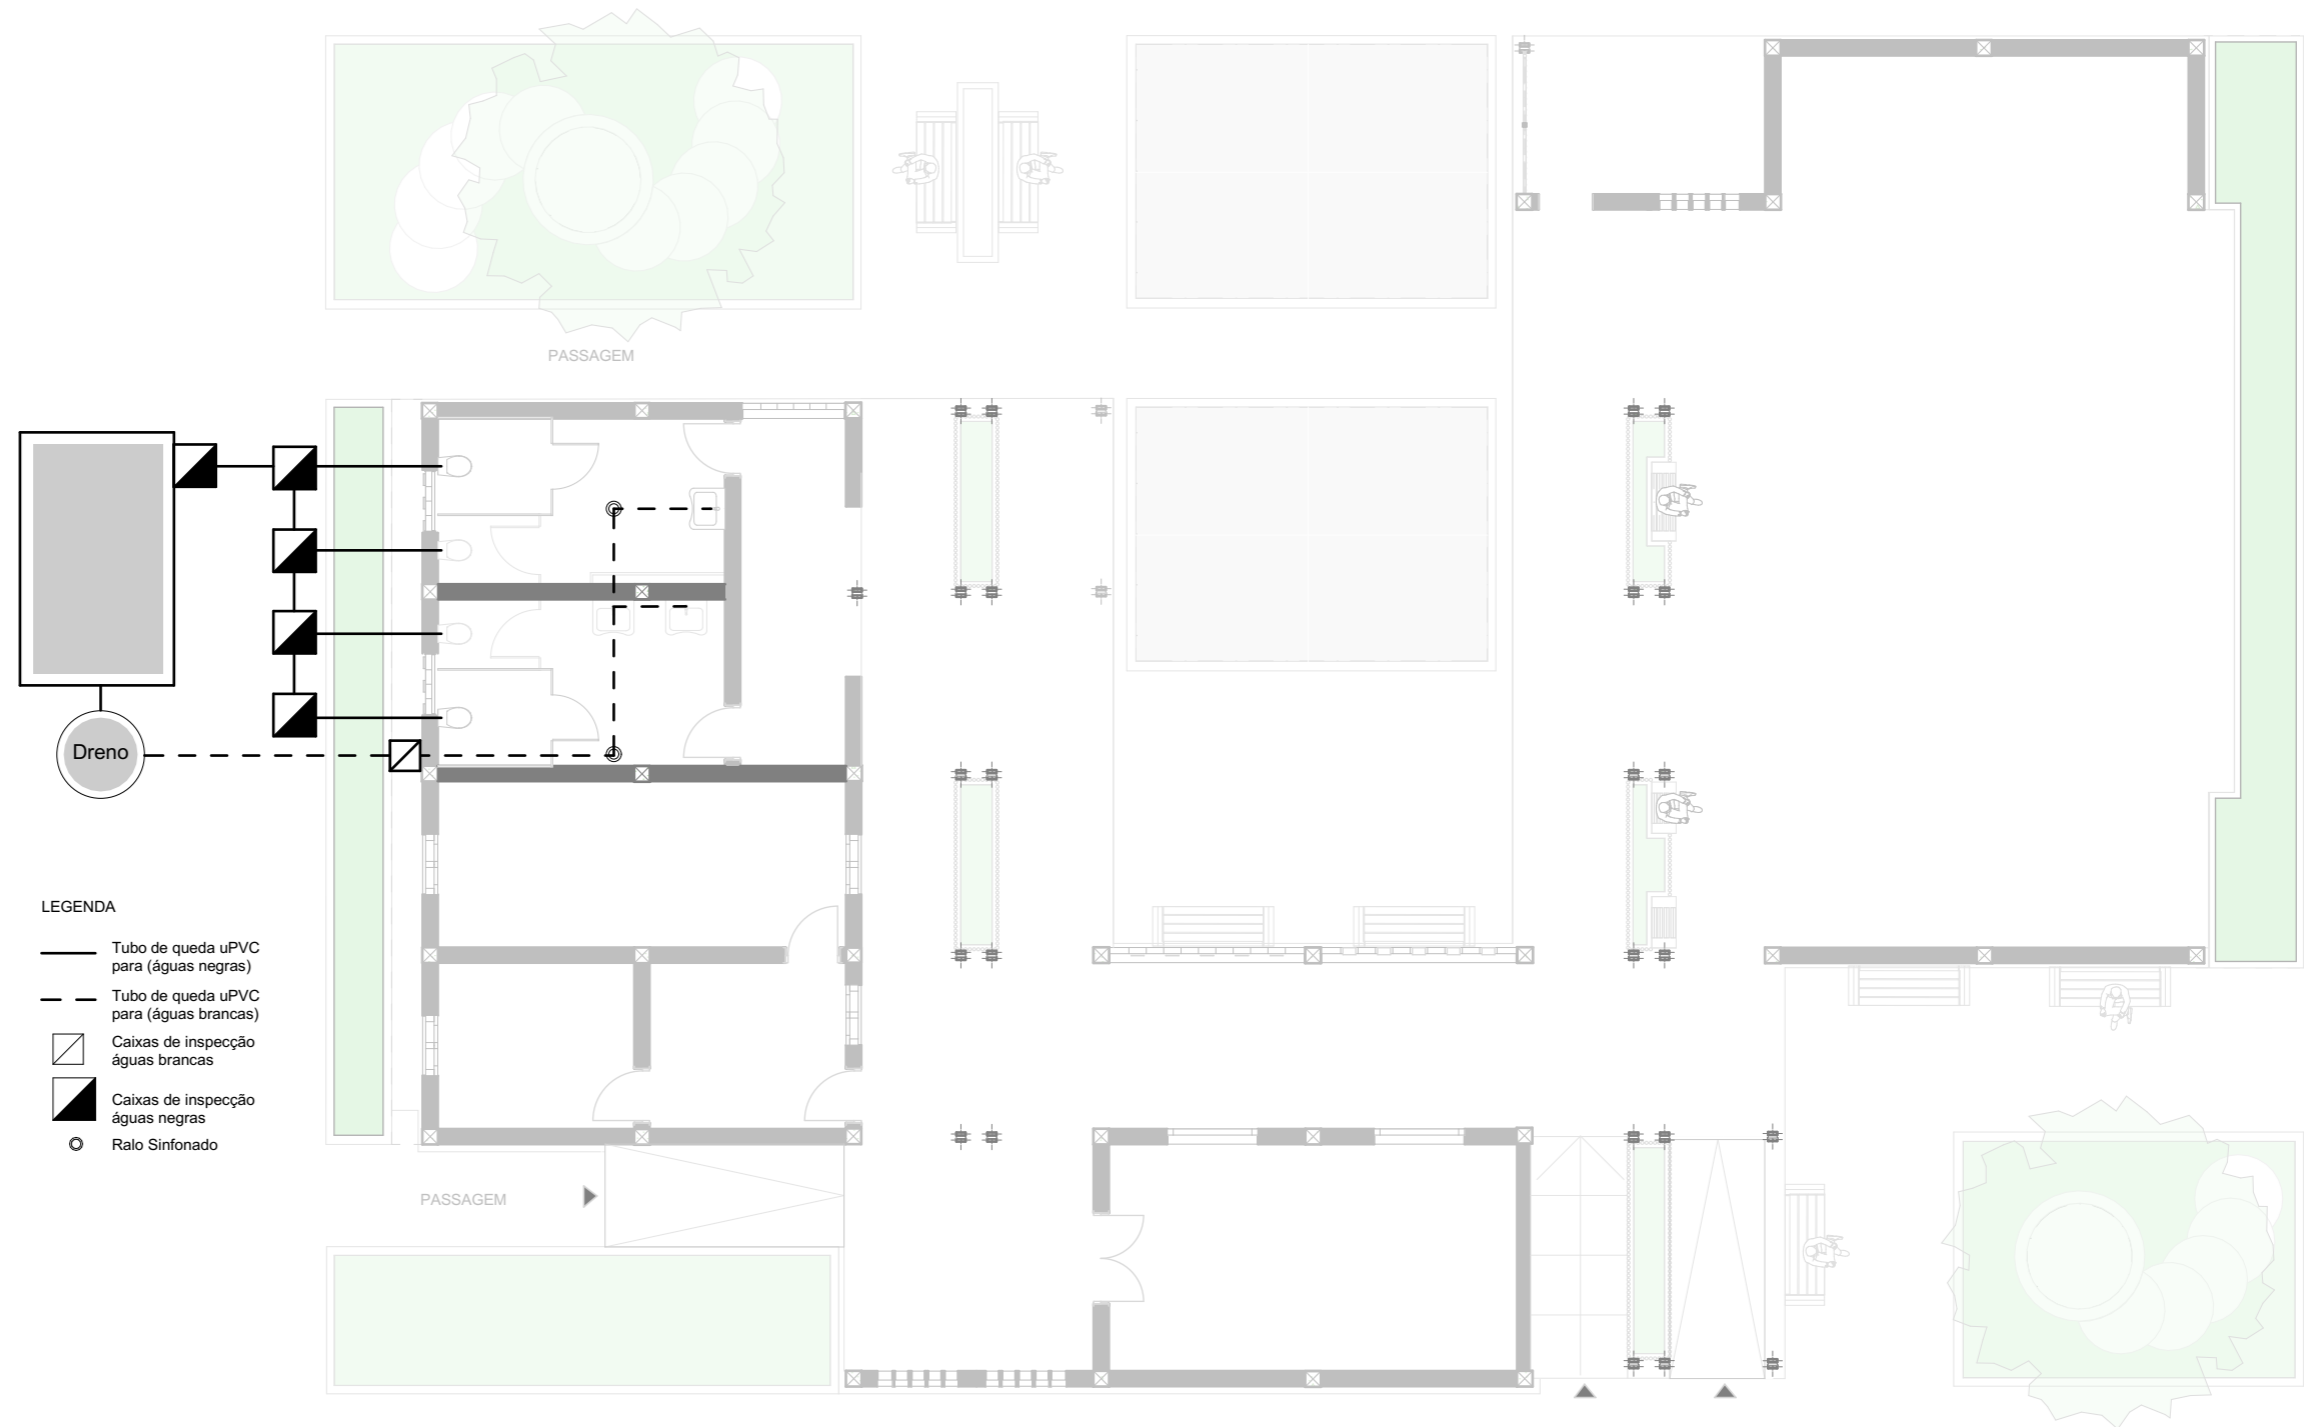 PASSAGEM
Dreno
LEGENDA
Tubo de queda uPVC
para (águas negras)
Tubo de queda uPVC
para (águas brancas)
Caixas de inspecção
águas brancas
Caixas de inspecção
águas negras
Ralo Sinfonado
PASSAGEM